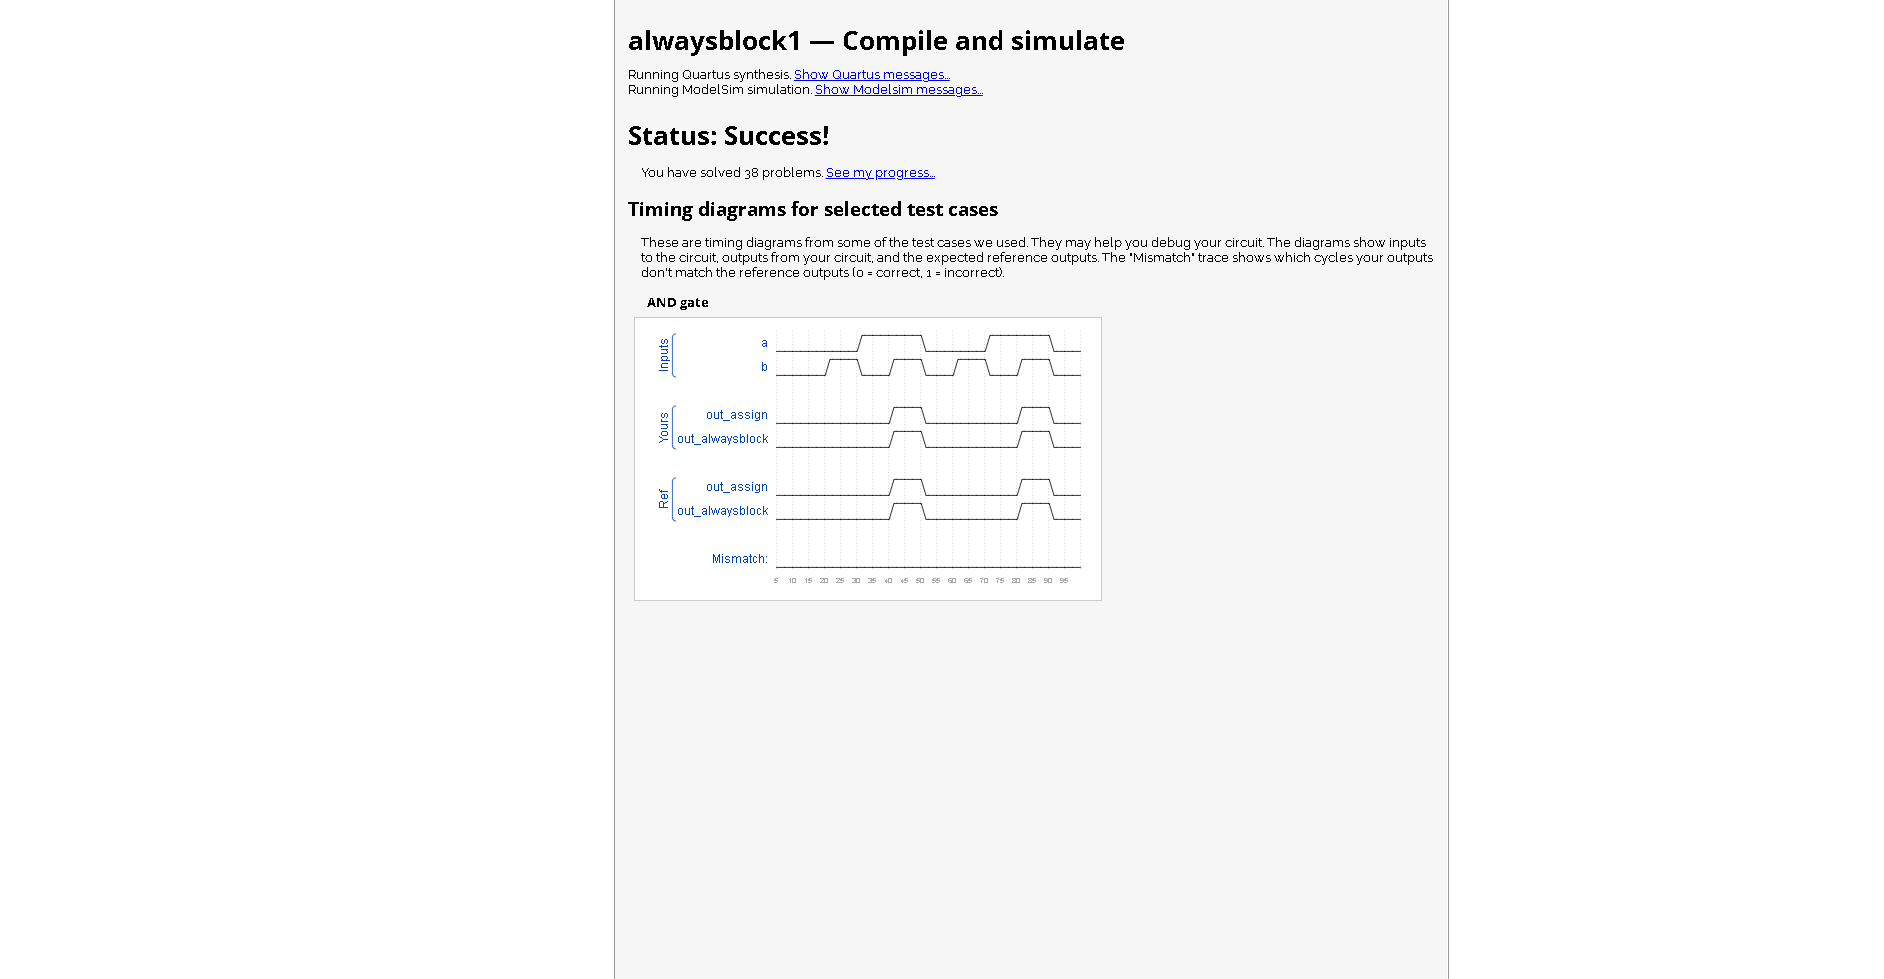 alwaysblock1 — Compile and simulate
Running Quartus synthesis. Show Quartus messages...
Running ModelSim simulation. Show Modelsim messages...
Status: Success!
You have solved 38 problems. See my progress...
Timing diagrams for selected test cases
These are timing diagrams from some of the test cases we used. They may help you debug your circuit. The diagrams show inputs
to the circuit, outputs from your circuit, and the expected reference outputs. The "Mismatch" trace shows which cycles your outputs
don't match the reference outputs (0 = correct, 1 = incorrect).
AND gate
Inputs
a
b
Yours
out_assign
out_alwaysblock
Ref
out_assign
out_alwaysblock
Mismatch:
5 10 15 20 25 30 35 40 45 50 55 60 65 70 75 80 85 90 95